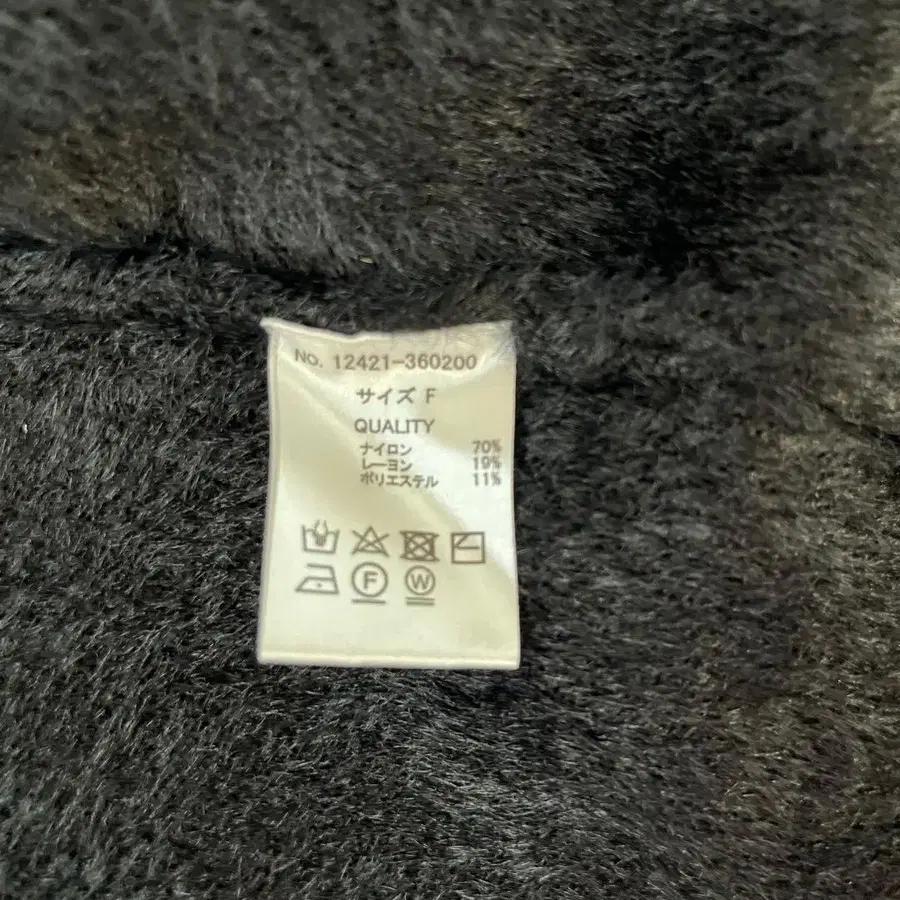 No. 12421-360200
サイズ F
QUALITY
ナイロン 70%
レーヨン 19%
ポリエステル 11%
F W